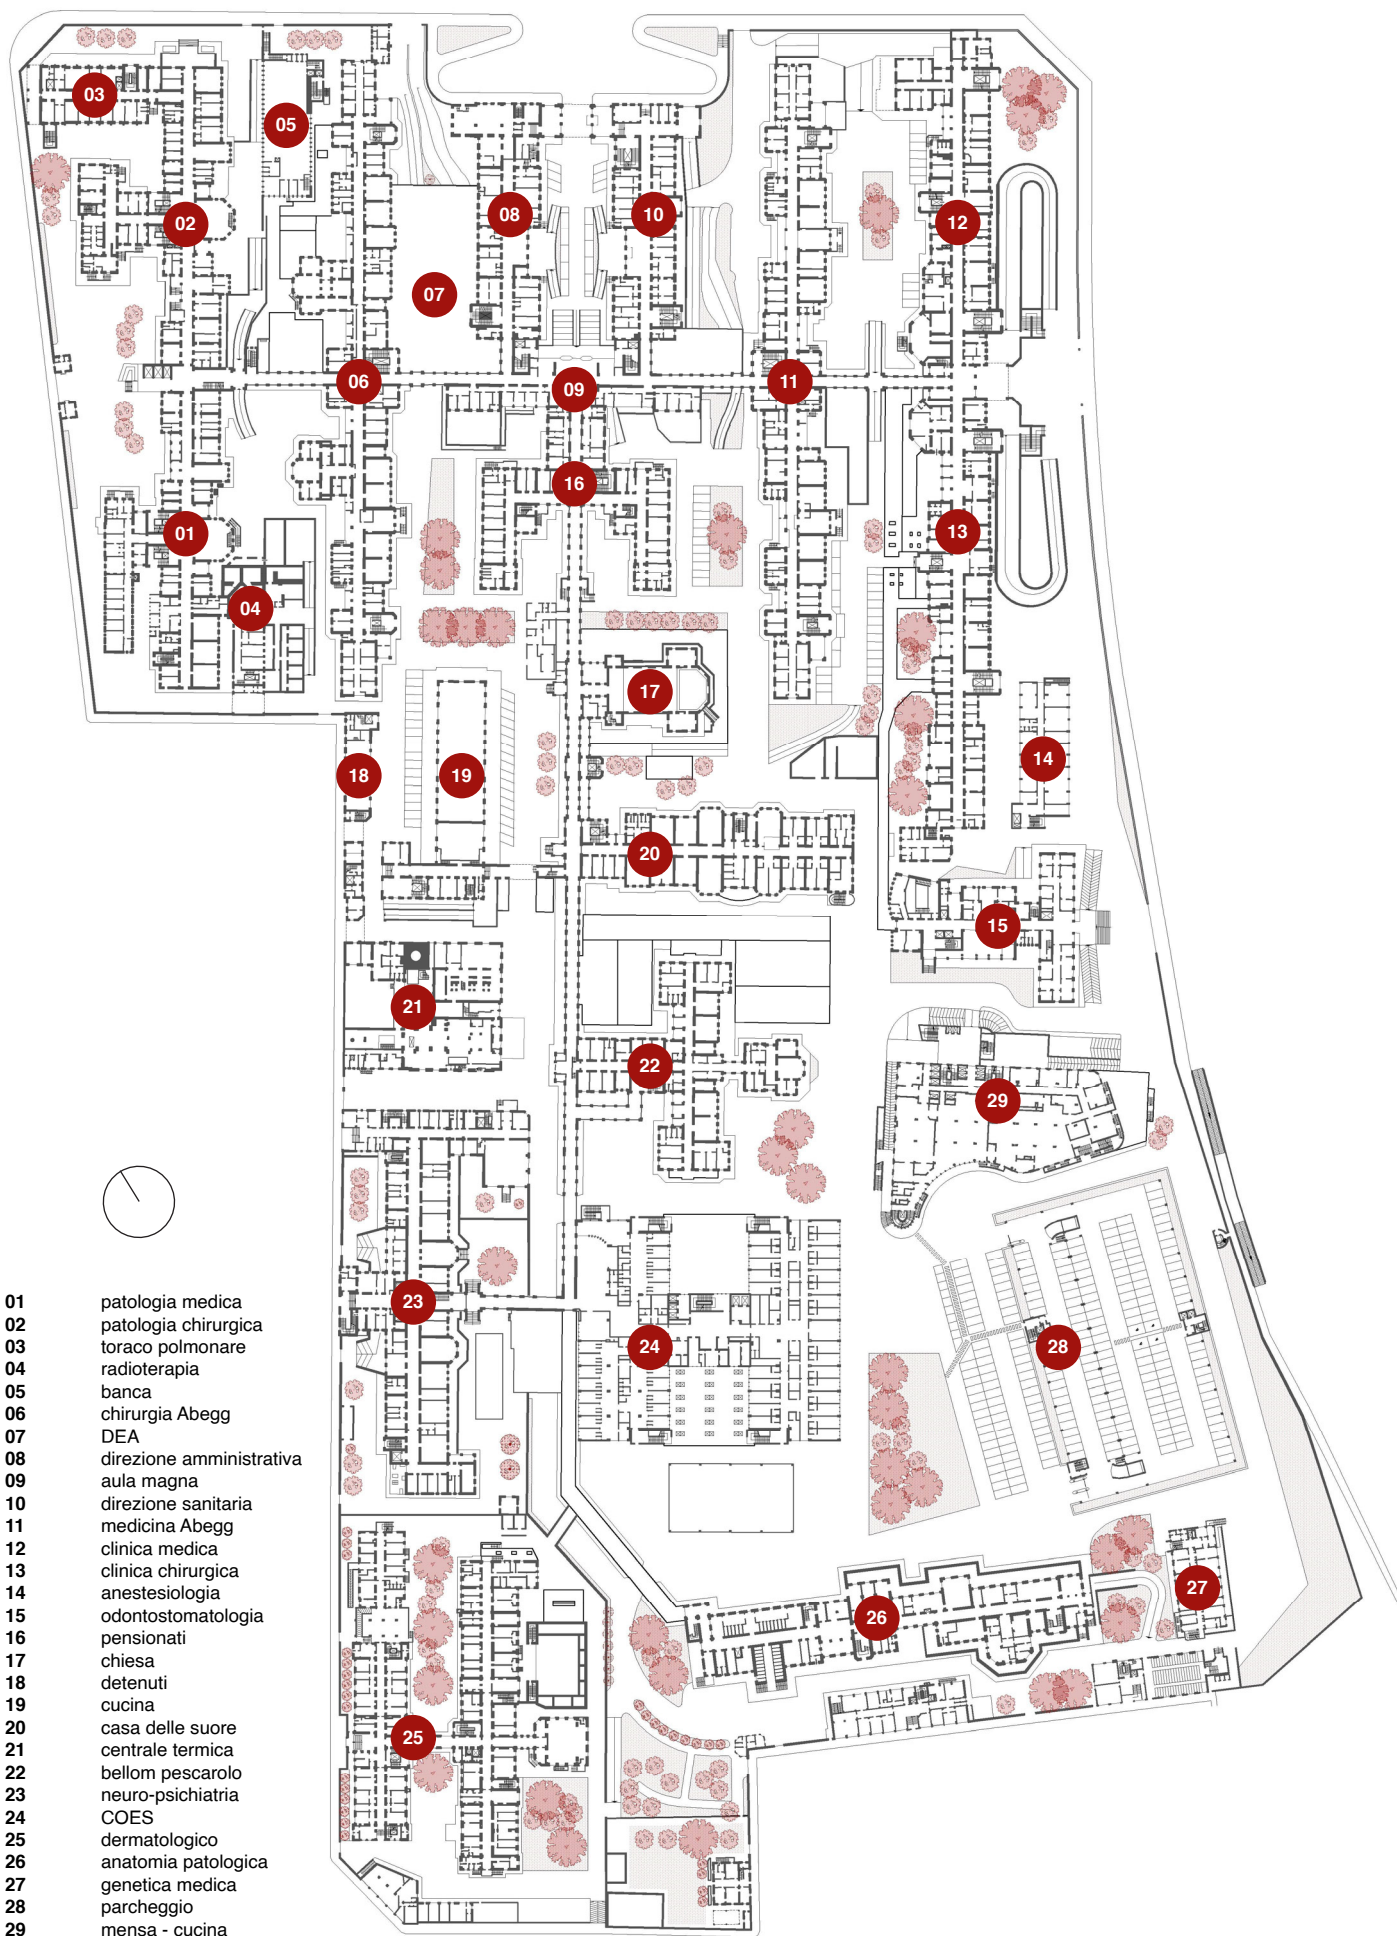 03
05
02
08
10
12
07
06
09
11
16
01
13
04
17
14
18
19
20
15
21
22
29
23
24
28
27
26
25
01 patologia medica
02 patologia chirurgica
03 toraco polmonare
04 radioterapia
05 banca
06 chirurgia Abegg
07 DEA
08 direzione amministrativa
09 aula magna
10 direzione sanitaria
11 medicina Abegg
12 clinica medica
13 clinica chirurgica
14 anestesiologia
15 odontostomatologia
16 pensionati
17 chiesa
18 detenuti
19 cucina
20 casa delle suore
21 centrale termica
22 bellom pescarolo
23 neuro-psichiatria
24 COES
25 dermatologico
26 anatomia patologica
27 genetica medica
28 parcheggio
29 mensa - cucina